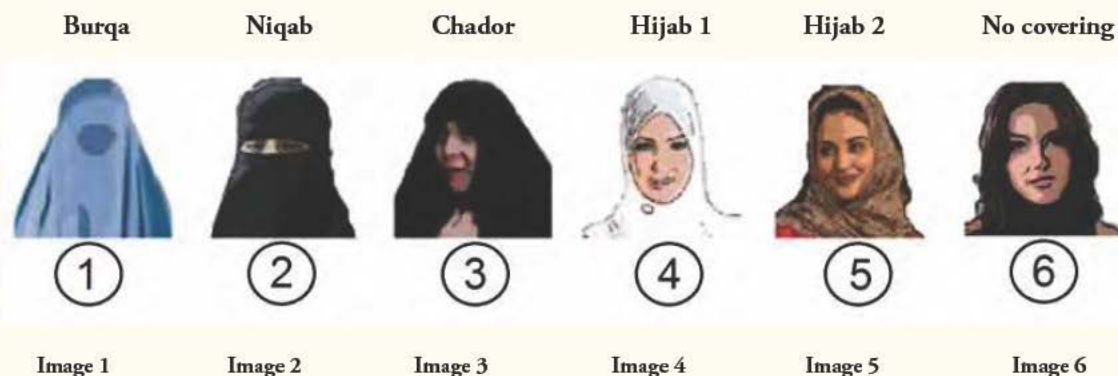 Burqa Niqab Chador Hijab 1 Hijab 2 No covering
1 2 3 4 5 6
Image 1 Image 2 Image 3 Image 4 Image 5 Image 6